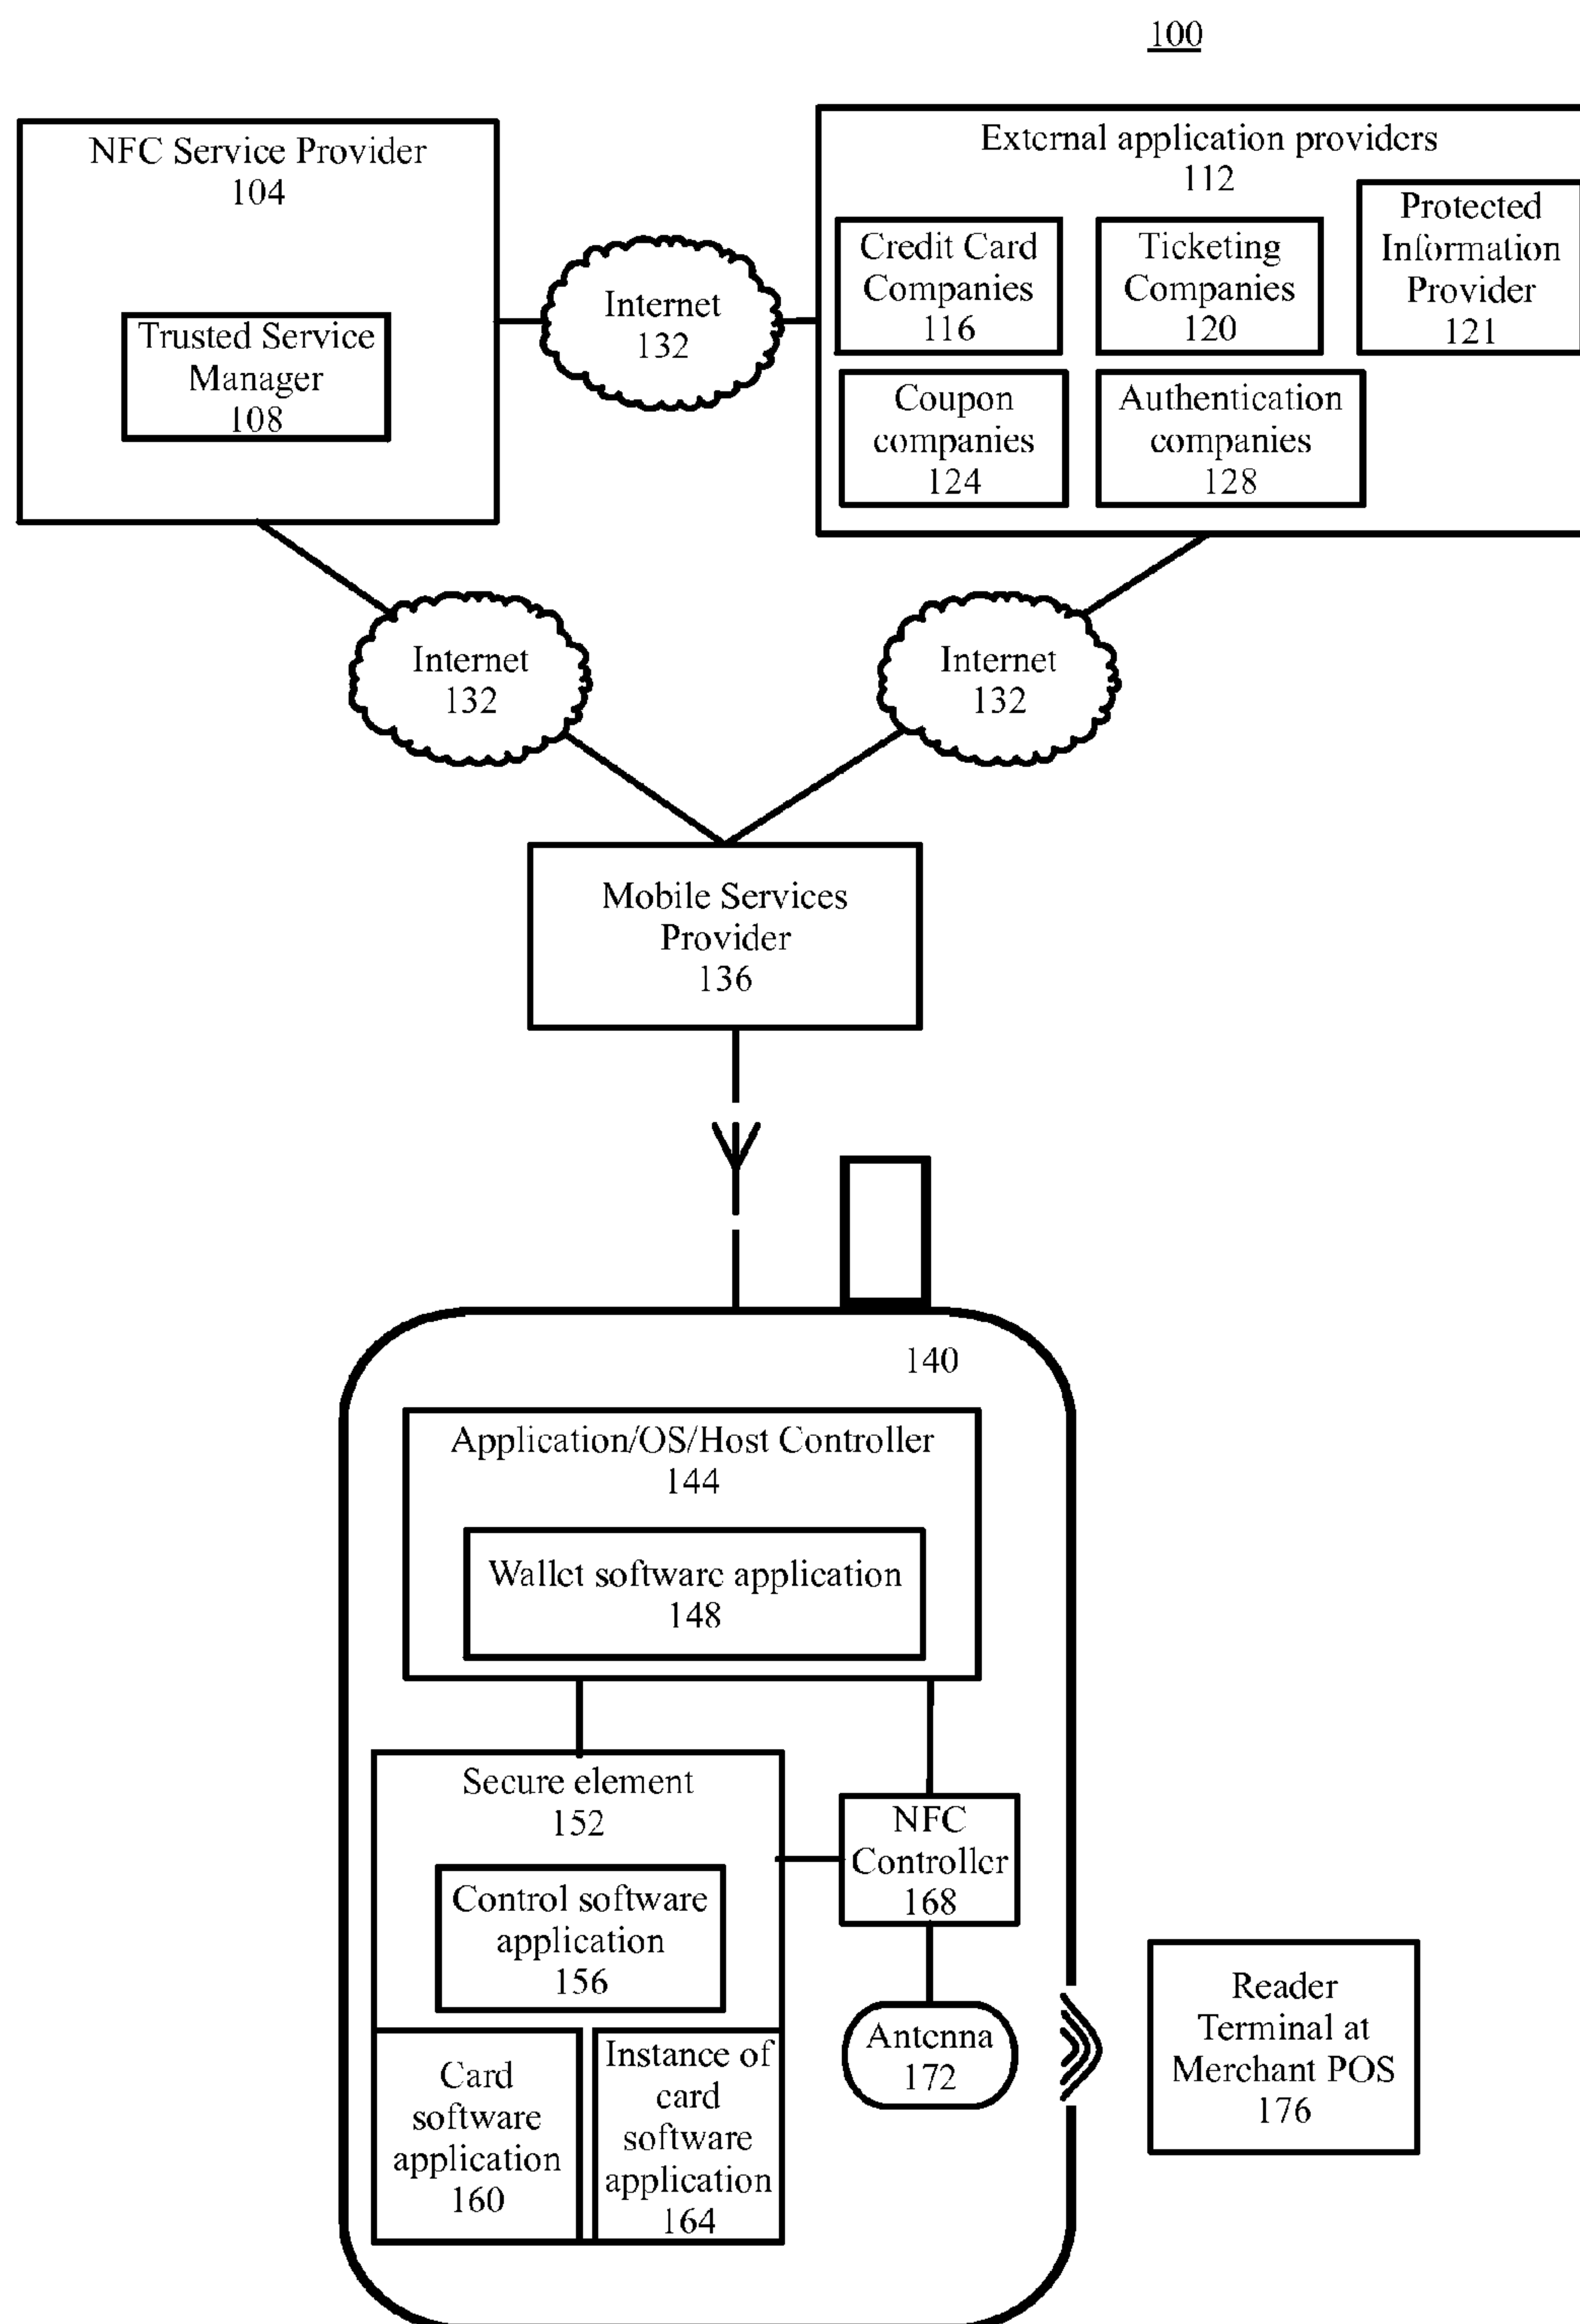 100
NFC Service Provider
104
Trusted Service
Manager
108
Internet
132
External application providers
112
Credit Card
Companies
116
Ticketing
Companies
120
Protected
Information
Provider
121
Coupon
companies
124
Authentication
companies
128
Internet
132
Internet
132
Mobile Services
Provider
136
140
Application/OS/Host Controller
144
Wallet software application
148
Secure element
152
Control software
application
156
Card
software
application
160
Instance of
card
software
application
164
NFC
Controller
168
Antenna
172
Reader
Terminal at
Merchant POS
176